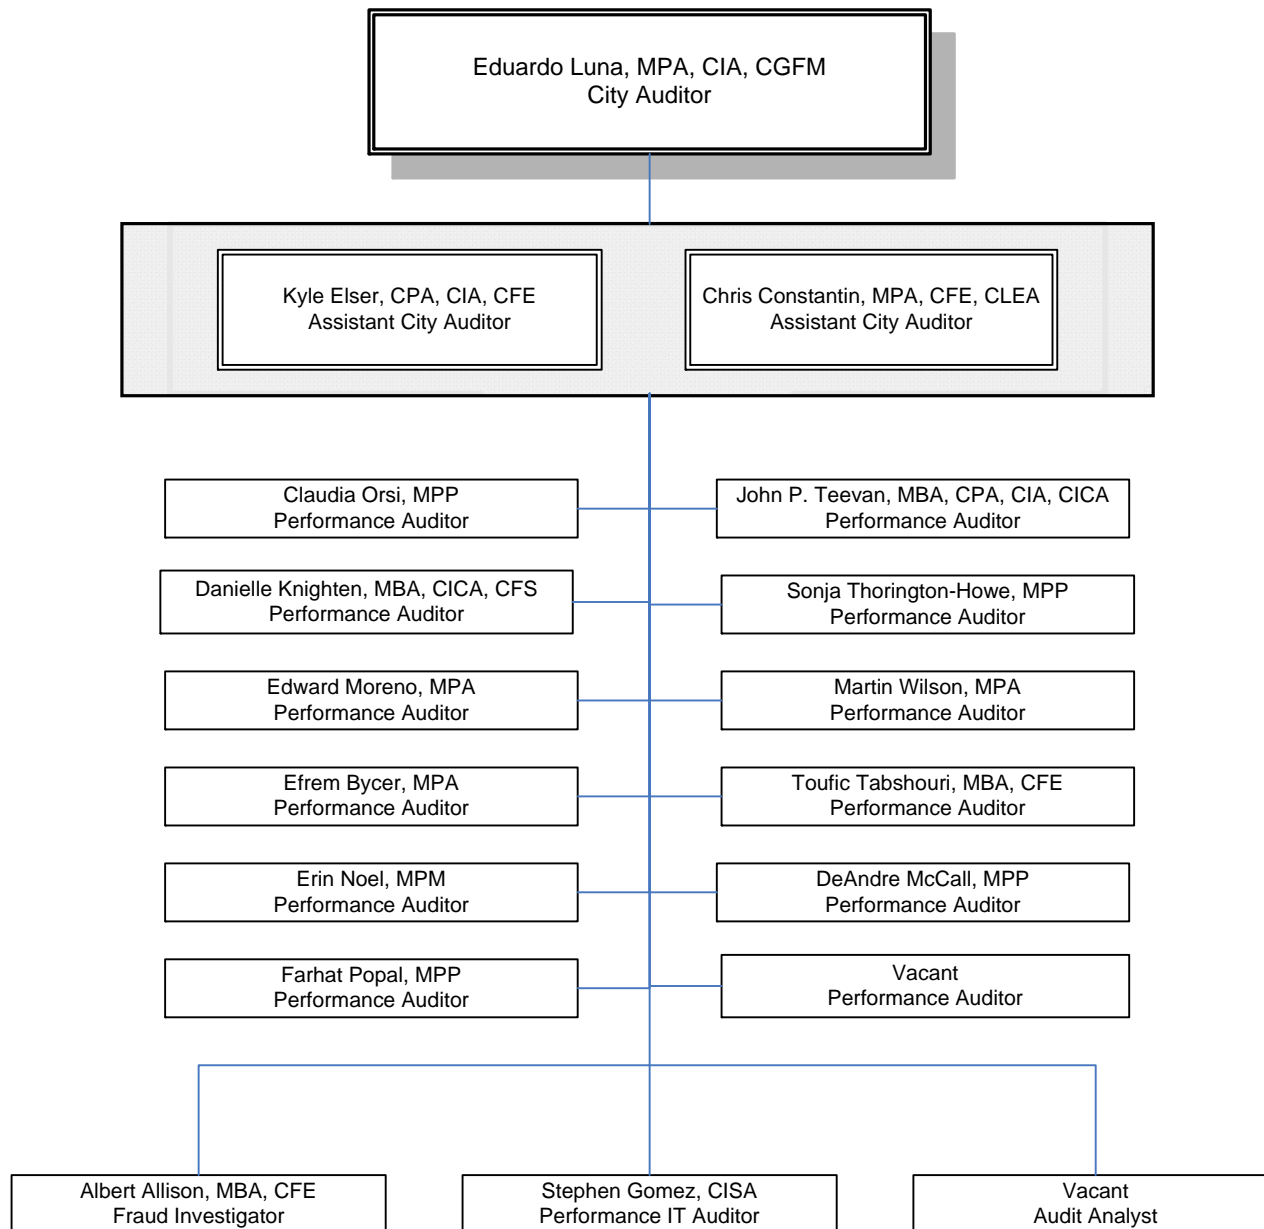 Eduardo Luna, MPA, CIA, CGFM
City Auditor
Kyle Elser, CPA, CIA, CFE
Assistant City Auditor
Chris Constantin, MPA, CFE, CLEA
Assistant City Auditor
Claudia Orsi, MPP
Performance Auditor
John P. Teevan, MBA, CPA, CIA, CICA
Performance Auditor
Danielle Knighten, MBA, CICA, CFS
Performance Auditor
Sonja Thorington-Howe, MPP
Performance Auditor
Edward Moreno, MPA
Performance Auditor
Martin Wilson, MPA
Performance Auditor
Efrem Bycer, MPA
Performance Auditor
Toufic Tabshouri, MBA, CFE
Performance Auditor
Erin Noel, MPM
Performance Auditor
DeAndre McCall, MPP
Performance Auditor
Farhat Popal, MPP
Performance Auditor
Vacant
Performance Auditor
Albert Allison, MBA, CFE
Fraud Investigator
Stephen Gomez, CISA
Performance IT Auditor
Vacant
Audit Analyst